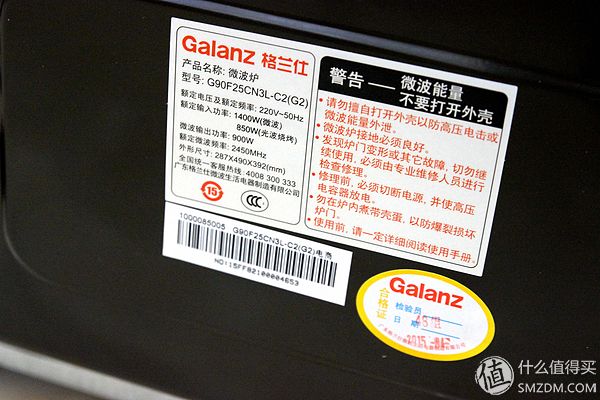 Galanz 格兰仕
产品名称: 微波炉
型号: G90F25CN3L-C2(G2)
额定电压及额定频率: 220V~50Hz
额定输入功率: 1400W(微波)
850W(光波烧烤)
微波输出功率: 900W
额定微波频率: 2450MHz
外形尺寸: 287X490X392(mm)
全国统一客服热线: 4008 300 333
广东格兰仕微波生活电器制造有限公司
15
CCC
警告 — 微波能量
不要打开外壳
•请勿擅自打开外壳以防高压电击或
微波能量外泄.
•微波炉接地必须良好.
•发现炉门变形或其它故障, 切勿继
续使用, 必须由专业维修人员进行
检查修理.
•修理前, 必须切断电源, 并使高压
电容器放电.
•勿在炉内煮带壳蛋, 以防爆裂损坏
炉门.
•使用前, 请一定详细阅读使用手册.
1000085005 G90F25CN3L-C2(G2)电商
NO115FF82100004653
Galanz
合格证
检验员
日期
值 什么值得买
SMZDM.COM